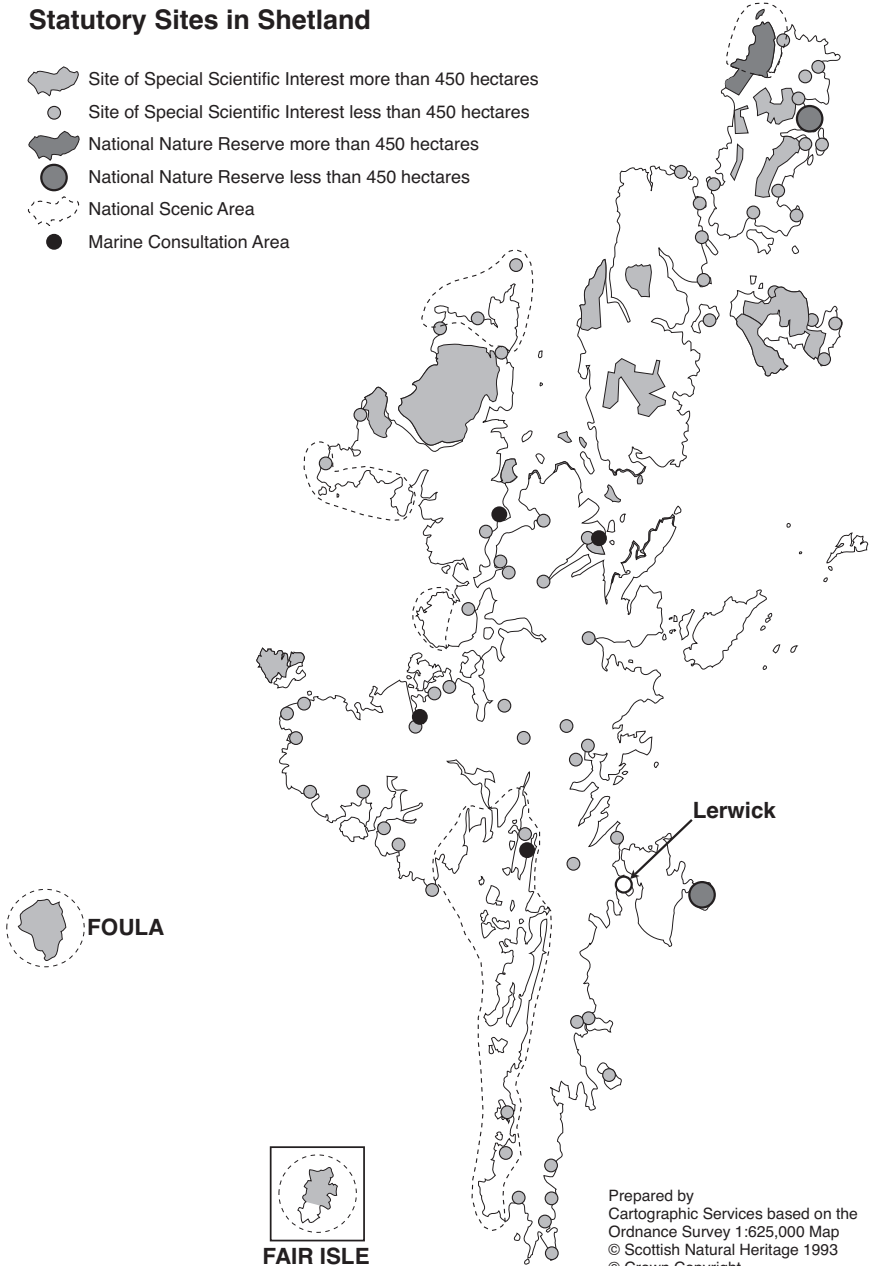 Statutory Sites in Shetland
Site of Special Scientific Interest more than 450 hectares
Site of Special Scientific Interest less than 450 hectares
National Nature Reserve more than 450 hectares
National Nature Reserve less than 450 hectares
National Scenic Area
Marine Consultation Area
Lerwick
FOULA
FAIR ISLE
Prepared by
Cartographic Services based on the
Ordnance Survey 1:625,000 Map
© Scottish Natural Heritage 1993
© Crown Copyright